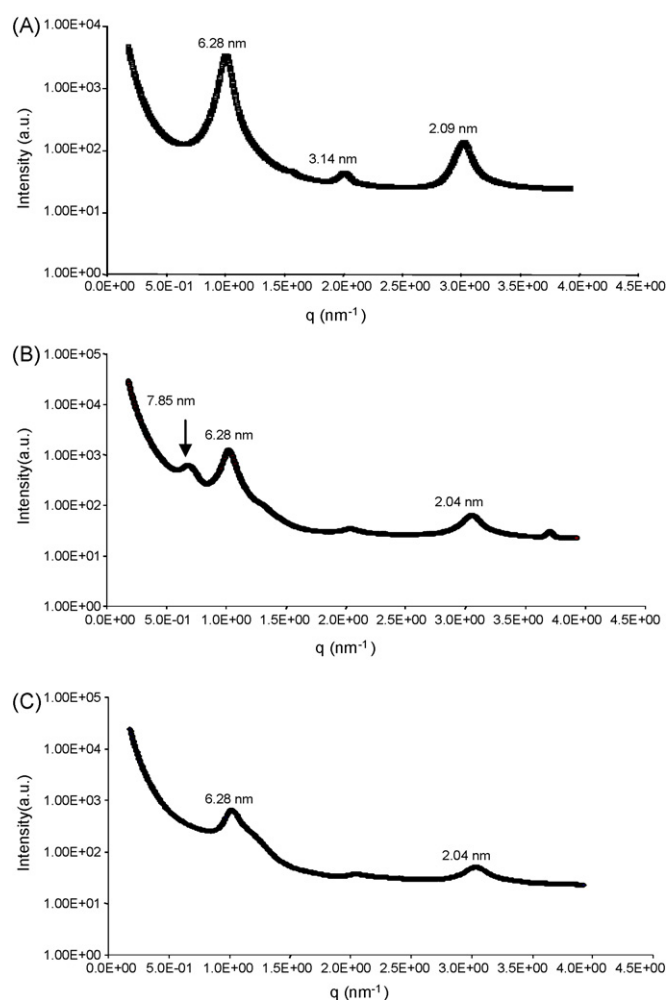 (A)
1.00E+04
6.28 nm
1.00E+03
2.09 nm
Intensity (a.u.)
1.00E+02
3.14 nm
1.00E+01
1.00E+00
0.0E+00 5.0E-01 1.0E+00 1.5E+00 2.0E+00 2.5E+00 3.0E+00 3.5E+00 4.0E+00 4.5E+00
q (nm-1)
(B)
1.00E+05
7.85 nm
1.00E+04
6.28 nm
1.00E+03
Intensity(a.u.)
2.04 nm
1.00E+02
1.00E+01
1.00E+00
0.0E+00 5.0E-01 1.0E+00 1.5E+00 2.0E+00 2.5E+00 3.0E+00 3.5E+00 4.0E+00 4.5E+00
q (nm-1)
(C)
1.00E+05
1.00E+04
6.28 nm
1.00E+03
Intensity(a.u.)
2.04 nm
1.00E+02
1.00E+01
1.00E+00
0.0E+00 5.0E-01 1.0E+00 1.5E+00 2.0E+00 2.5E+00 3.0E+00 3.5E+00 4.0E+00 4.5E+00
q (nm-1)